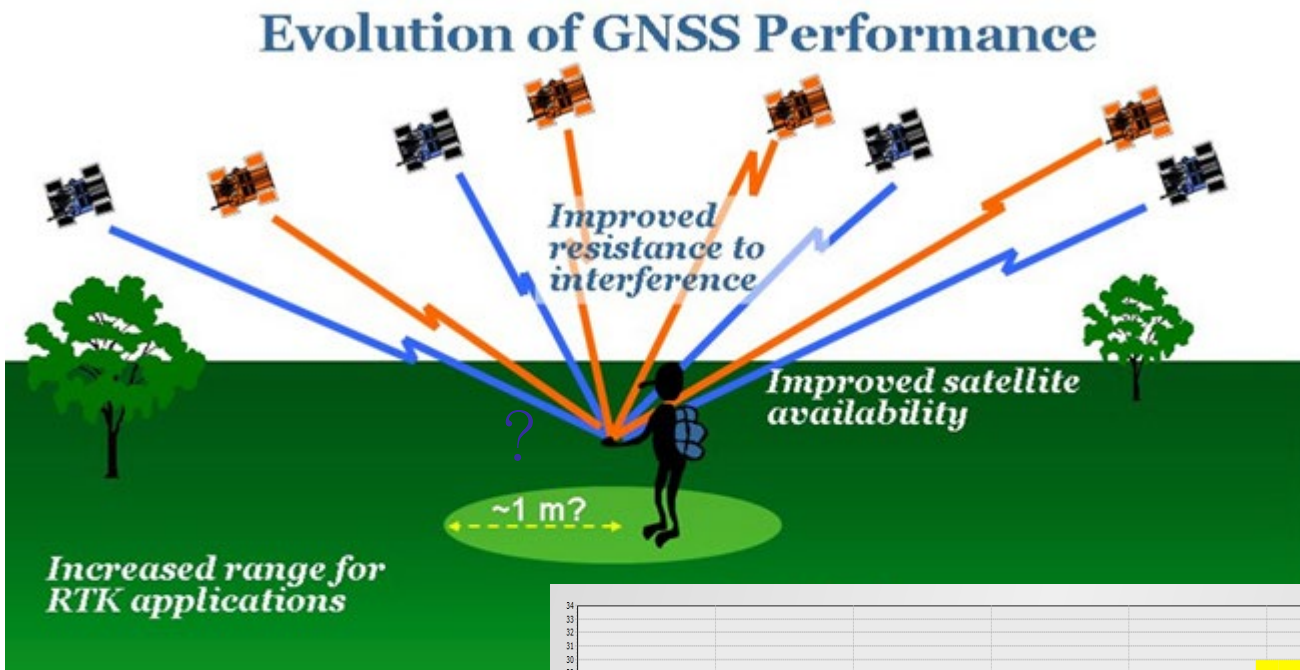 Evolution of GNSS Performance
Improved
resistance to
interference
Improved satellite
availability
?
~1 m?
Increased range for
RTK applications
34
33
32
31
30